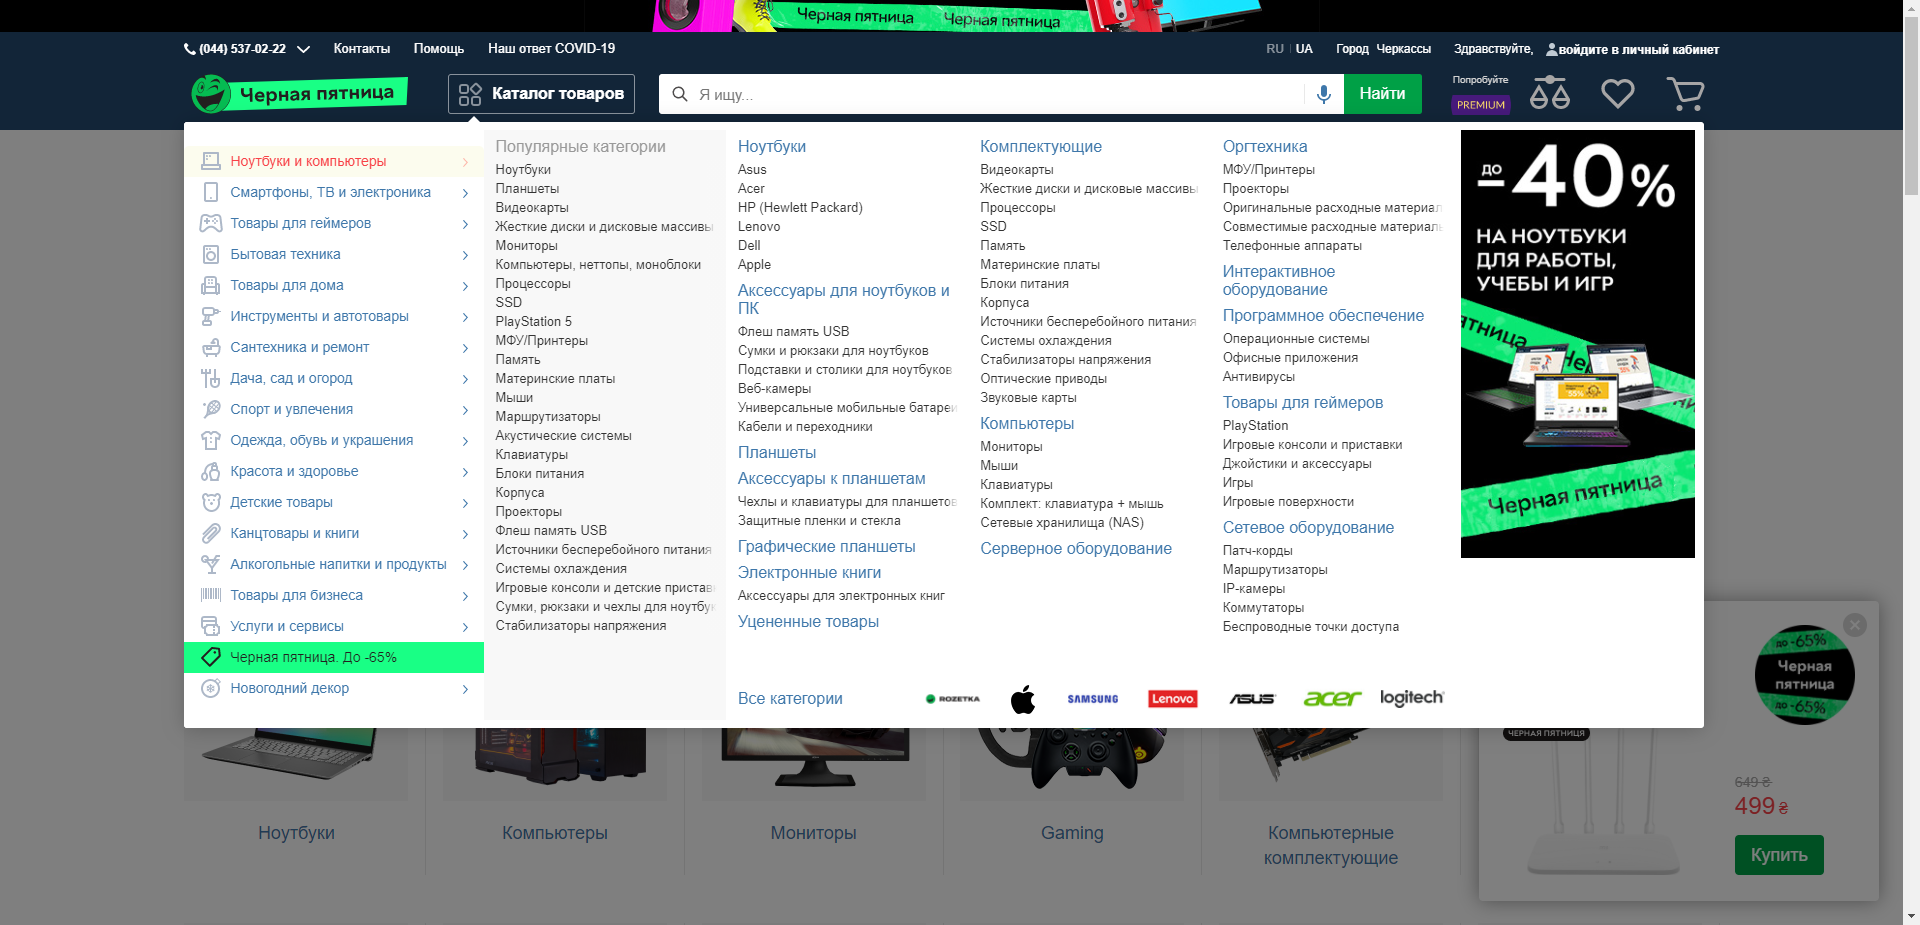 Черная пятница
Черная пятница
(044) 537-02-22
Контакты
Помощь
Наш ответ COVID-19
RU
UA
Город Черкассы
Здравствуйте,
войдите в личный кабинет
Черная пятница
Каталог товаров
Я ищу...
Найти
Попробуйте
PREMIUM
Ноутбуки и компьютеры
Смартфоны, ТВ и электроника
Товары для геймеров
Бытовая техника
Товары для дома
Инструменты и автотовары
Сантехника и ремонт
Дача, сад и огород
Спорт и увлечения
Одежда, обувь и украшения
Красота и здоровье
Детские товары
Канцтовары и книги
Алкогольные напитки и продукты
Товары для бизнеса
Услуги и сервисы
Черная пятница. До -65%
Новогодний декор
Популярные категории
Ноутбуки
Планшеты
Видеокарты
Жесткие диски и дисковые массивы
Мониторы
Компьютеры, неттопы, моноблоки
Процессоры
SSD
PlayStation 5
МФУ/Принтеры
Память
Материнские платы
Мыши
Маршрутизаторы
Акустические системы
Клавиатуры
Блоки питания
Корпуса
Проекторы
Флеш память USB
Источники бесперебойного питания
Системы охлаждения
Игровые консоли и детские пристав
Сумки, рюкзаки и чехлы для ноутбук
Стабилизаторы напряжения
Ноутбуки
Asus
Acer
HP (Hewlett Packard)
Lenovo
Dell
Apple
Аксессуары для ноутбуков и
ПК
Флеш память USB
Сумки и рюкзаки для ноутбуков
Подставки и столики для ноутбуков
Веб-камеры
Универсальные мобильные батареи
Кабели и переходники
Планшеты
Аксессуары к планшетам
Чехлы и клавиатуры для планшетов
Защитные пленки и стекла
Графические планшеты
Электронные книги
Аксессуары для электронных книг
Уцененные товары
Комплектующие
Видеокарты
Жесткие диски и дисковые массивы
Процессоры
SSD
Память
Материнские платы
Блоки питания
Корпуса
Источники бесперебойного питания
Системы охлаждения
Стабилизаторы напряжения
Оптические приводы
Звуковые карты
Компьютеры
Мониторы
Мыши
Клавиатуры
Комплект: клавиатура + мышь
Сетевые хранилища (NAS)
Серверное оборудование
Оргтехника
МФУ/Принтеры
Проекторы
Оригинальные расходные материал
Совместимые расходные материаль
Телефонные аппараты
Интерактивное
оборудование
Программное обеспечение
Операционные системы
Офисные приложения
Антивирусы
Товары для геймеров
PlayStation
Игровые консоли и приставки
Джойстики и аксессуары
Игры
Игровые поверхности
Сетевое оборудование
Патч-корды
Маршрутизаторы
IP-камеры
Коммутаторы
Беспроводные точки доступа
до
-40%
НА НОУТБУКИ
ДЛЯ РАБОТЫ,
УЧЕБЫ И ИГР
ятница
Че
Черная пятница
Все категории
ROZETKA
SAMSUNG
Lenovo
ASUS
acer
logitech
Ноутбуки
Компьютеры
Мониторы
Gaming
Компьютерные
комплектующие
до -65%
Черная
пятница
до -65%
ЧЕРНАЯ ПЯТНИЦЯ
649 ₴
499 ₴
Купить